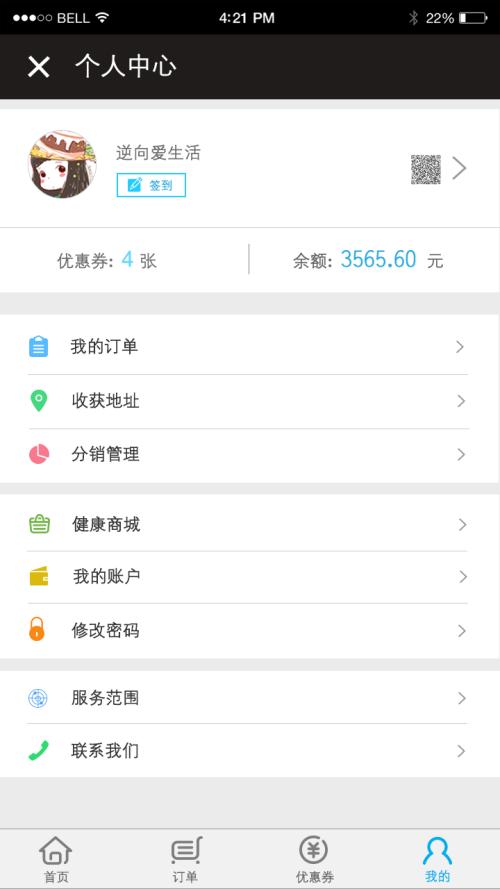 ●●●○○ BELL 4:21 PM 22%
个人中心
逆向爱生活
签到
优惠券: 4 张 余额: 3565.60 元
我的订单
收获地址
分销管理
健康商城
我的账户
修改密码
服务范围
联系我们
首页 订单 优惠券 我的